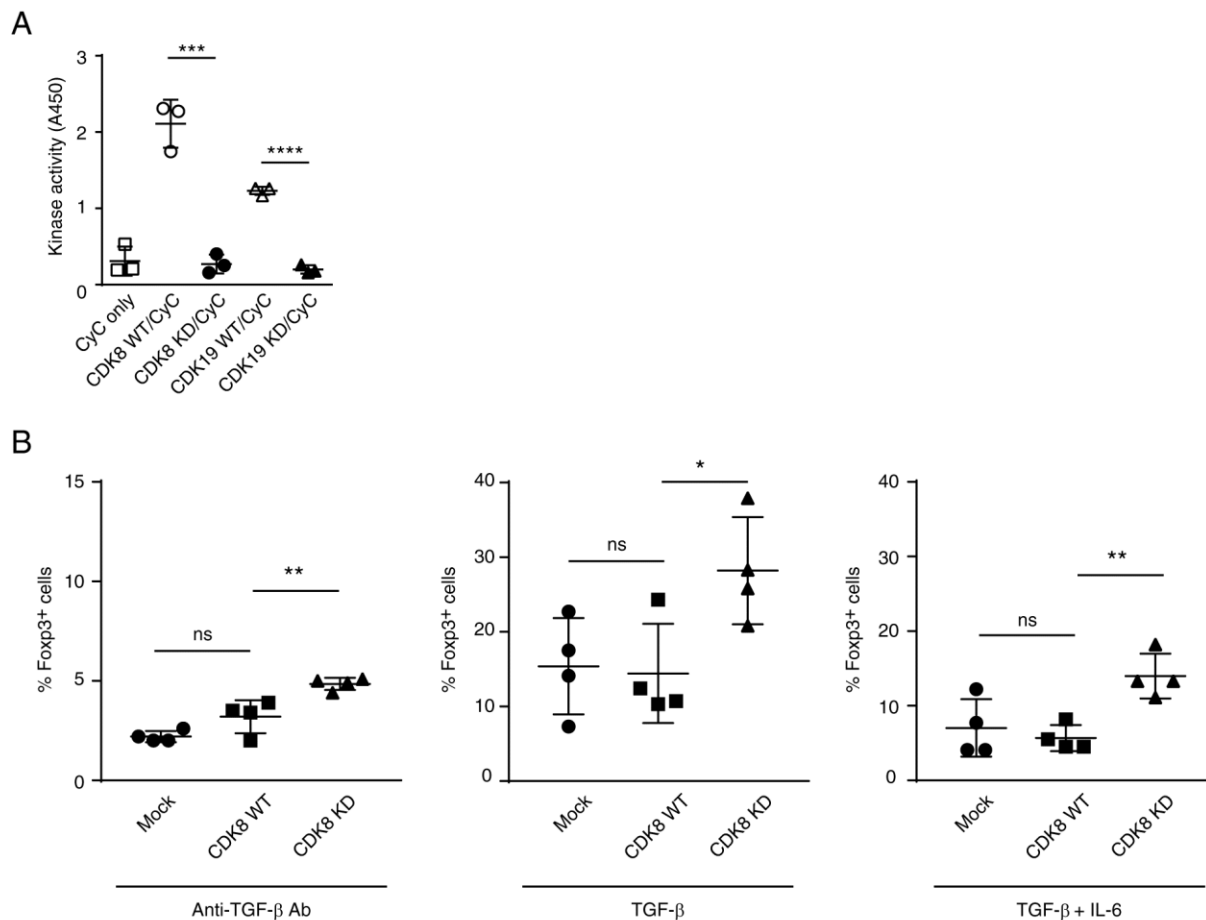 A
Kinase activity (A450)
3
2
1
0
***
****
CyC only
CDK8 WT/CyC
CDK8 KD/CyC
CDK19 WT/CyC
CDK19 KD/CyC
B
% Foxp3+ cells
15
10
5
0
ns
**
Mock
CDK8 WT
CDK8 KD
Anti-TGF-β Ab
% Foxp3+ cells
40
30
20
10
0
ns
*
Mock
CDK8 WT
CDK8 KD
TGF-β
% Foxp3+ cells
40
30
20
10
0
ns
**
Mock
CDK8 WT
CDK8 KD
TGF-β + IL-6